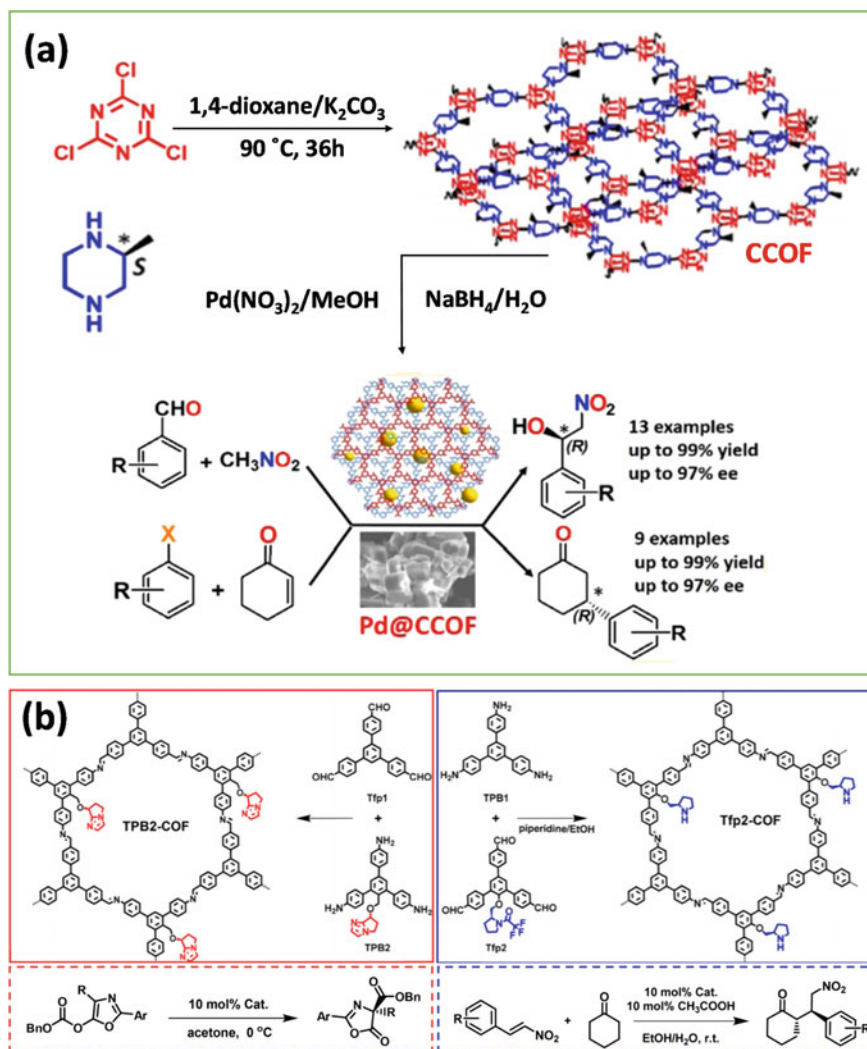 (a)
Cl
N
N
Cl
N
Cl
1,4-dioxane/K₂CO₃
90 ˚C, 36h
CCOF
H
N
*
S
N
H
Pd(NO₃)₂/MeOH
NaBH₄/H₂O
CHO
R
+ CH₃NO₂
X
R
+
O
Pd@CCOF
NO₂
HO
*
(R)
R
13 examples
up to 99% yield
up to 97% ee
O
*
(R)
R
9 examples
up to 99% yield
up to 97% ee
(b)
TPB2-COF
CHO
OHC
CHO
Tfp1
+
NH₂
H₂N
NH₂
TPB2
NH₂
H₂N
NH₂
TPB1
+
piperidine/EtOH
CHO
OHC
CHO
Tfp2
Tfp2-COF
R
O
BnO
O
O
N
Ar
10 mol% Cat.
acetone, 0 °C
O
OBn
N
R
Ar
O
O
R
NO₂
+
O
10 mol% Cat.
10 mol% CH₃COOH
EtOH/H₂O, r.t.
O
NO₂
R